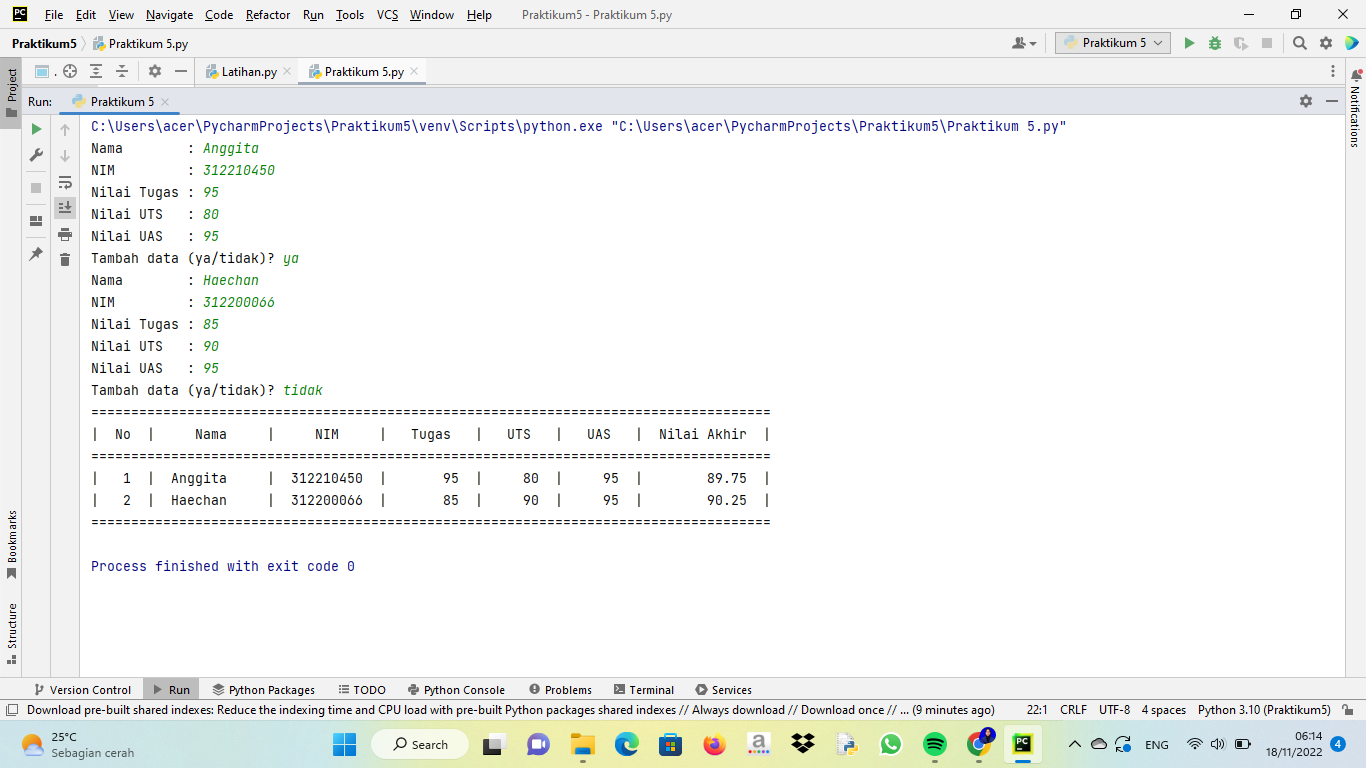 PC File Edit View Navigate Code Refactor Run Tools VCS Window Help Praktikum5 - Praktikum 5.py
Praktikum5 Praktikum 5.py Praktikum 5
Project
Latihan.py Praktikum 5.py
Run: Praktikum 5
Notifications
C:\Users\acer\PycharmProjects\Praktikum5\venv\Scripts\python.exe "C:\Users\acer\PycharmProjects\Praktikum5\Praktikum 5.py"
Nama         : Anggita
NIM          : 312210450
Nilai Tugas : 95
Nilai UTS   : 80
Nilai UAS   : 95
Tambah data (ya/tidak)? ya
Nama         : Haechan
NIM          : 312200066
Nilai Tugas : 85
Nilai UTS   : 90
Nilai UAS   : 95
Tambah data (ya/tidak)? tidak
=====================================================================================
|  No  |     Nama     |     NIM     |   Tugas   |   UTS   |   UAS   |  Nilai Akhir  |
=====================================================================================
|   1  |  Anggita     |  312210450  |       95  |     80  |     95  |        89.75  |
|   2  |  Haechan     |  312200066  |       85  |     90  |     95  |        90.25  |
=====================================================================================
Process finished with exit code 0
Bookmarks
Structure
Version Control Run Python Packages TODO Python Console Problems Terminal Services
Download pre-built shared indexes: Reduce the indexing time and CPU load with pre-built Python packages shared indexes // Always download // Download once // ... (9 minutes ago) 22:1 CRLF UTF-8 4 spaces Python 3.10 (Praktikum5)
25°C
Sebagian cerah
Search
a
PC
ENG
06:14
18/11/2022
4